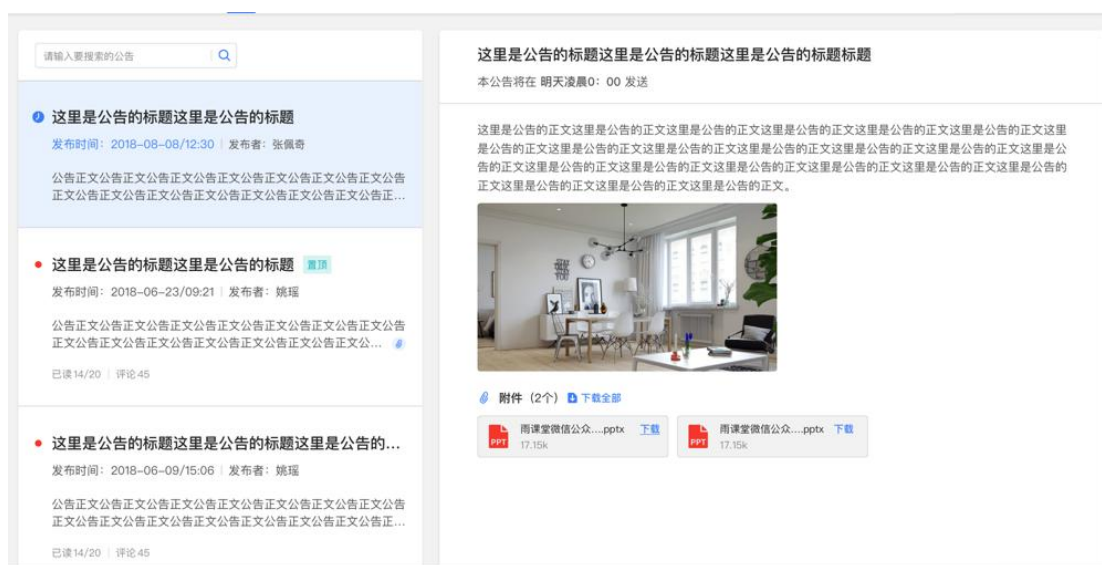 请输入要搜索的公告
这里是公告的标题这里是公告的标题
发布时间：2018-08-08/12:30 | 发布者：张佩奇
公告正文公告正文公告正文公告正文公告正文公告正文公告
正文公告正文公告正文公告正文公告正文公告正文公告正...
这里是公告的标题这里是公告的标题 置顶
发布时间：2018-06-23/09:21 | 发布者：姚瑶
公告正文公告正文公告正文公告正文公告正文公告正文公告
正文公告正文公告正文公告正文公告正文公告正文公...
已读14/20 | 评论45
这里是公告的标题这里是公告的标题这里是公告的...
发布时间：2018-06-09/15:06 | 发布者：姚瑶
公告正文公告正文公告正文公告正文公告正文公告正文公告
正文公告正文公告正文公告正文公告正文公告正文公告正...
已读14/20 | 评论45
这里是公告的标题这里是公告的标题这里是公告的标题标题
本公告将在 明天凌晨0：00 发送
这里是公告的正文这里是公告的正文这里是公告的正文这里是公告的正文这里是公告的正文这里是公告的正文这里
是公告的正文这里是公告的正文这里是公告的正文这里是公告的正文这里是公告的正文这里是公告的正文这里是公
告的正文这里是公告的正文这里是公告的正文这里是公告的正文这里是公告的正文这里是公告的正文这里是公告的
正文这里是公告的正文这里是公告的正文这里是公告的正文。
附件（2个） 下载全部
PPT 雨课堂微信公众....pptx 下载
17.15k
PPT 雨课堂微信公众....pptx 下载
17.15k